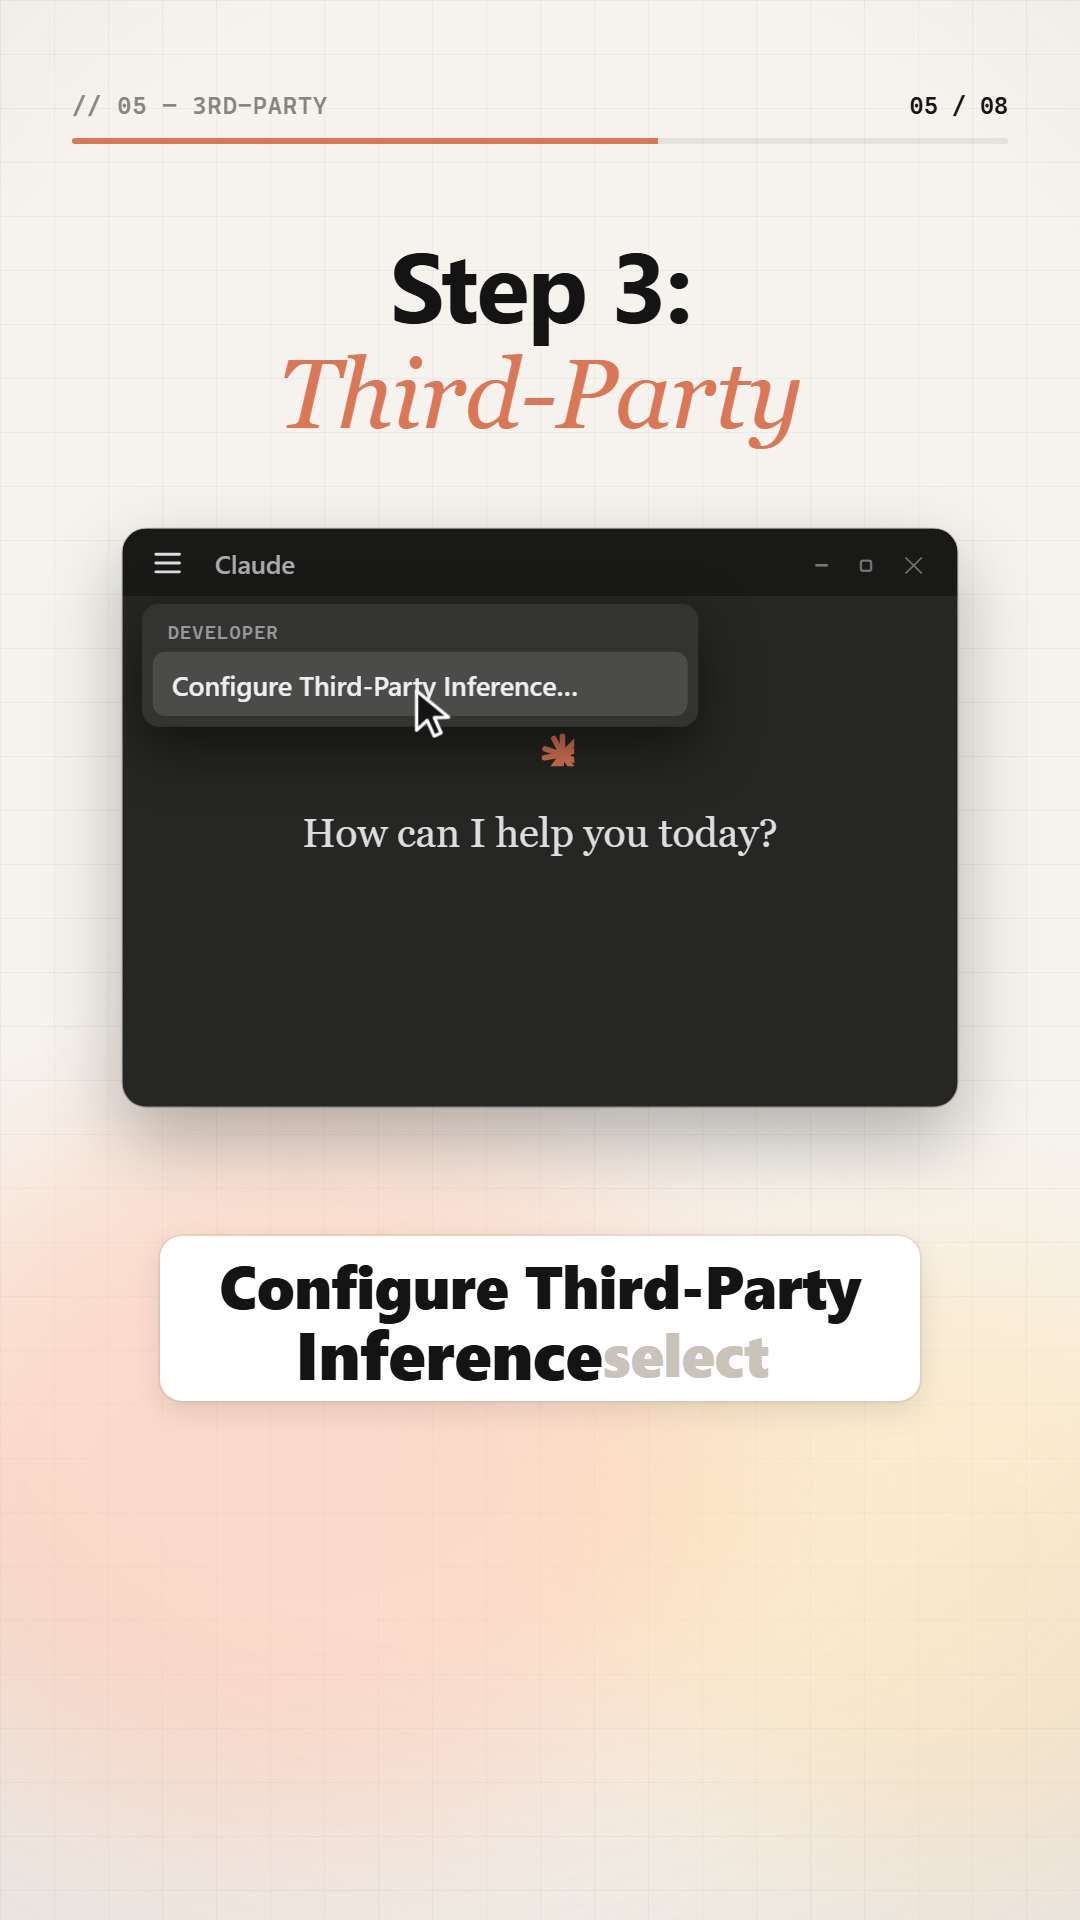 // 05 — 3RD-PARTY
05 / 08
Step 3:
Third-Party
Claude
DEVELOPER
Configure Third-Party Inference...
How can I help you today?
Configure Third-Party
Inferenceselect